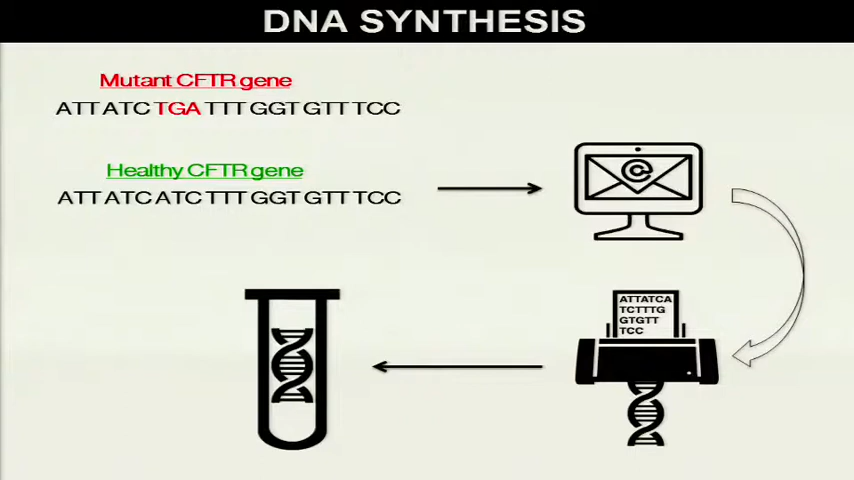 DNA SYNTHESIS
Mutant CFTR gene
ATT ATC TGA TTT GGT GTT TCC
Healthy CFTR gene
ATT ATC ATC TTT GGT GTT TCC
@
ATTATCA
TCTTTG
GTGTT
TCC